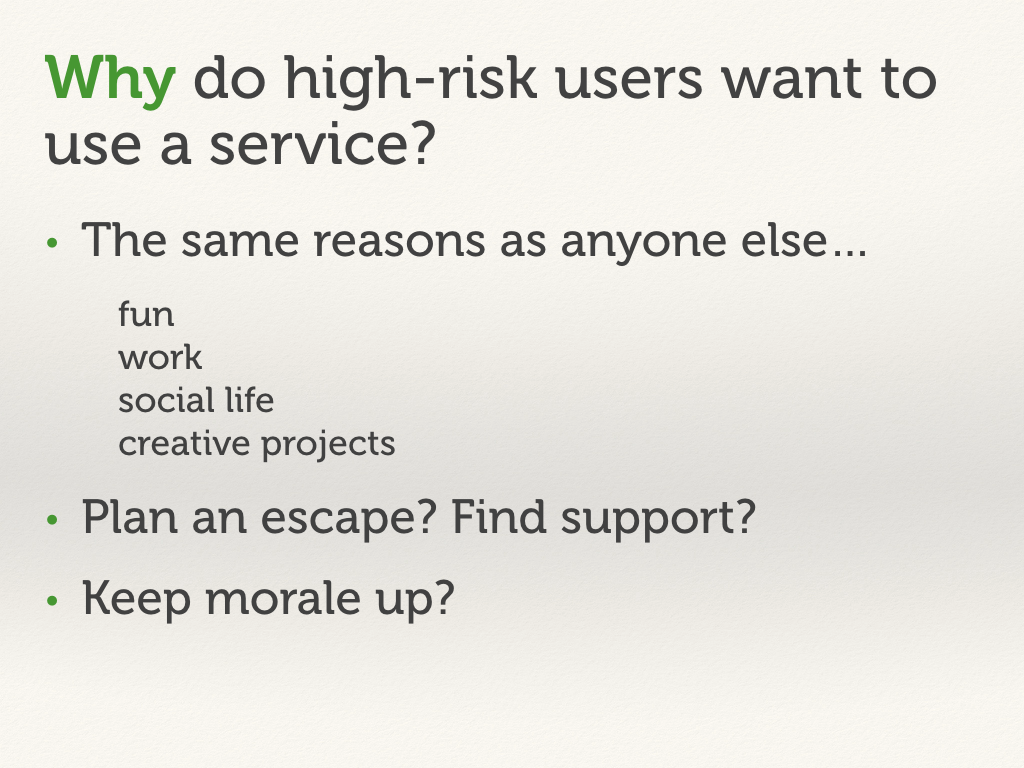 Why do high-risk users want to
use a service?
• The same reasons as anyone else…
fun
work
social life
creative projects
• Plan an escape? Find support?
• Keep morale up?